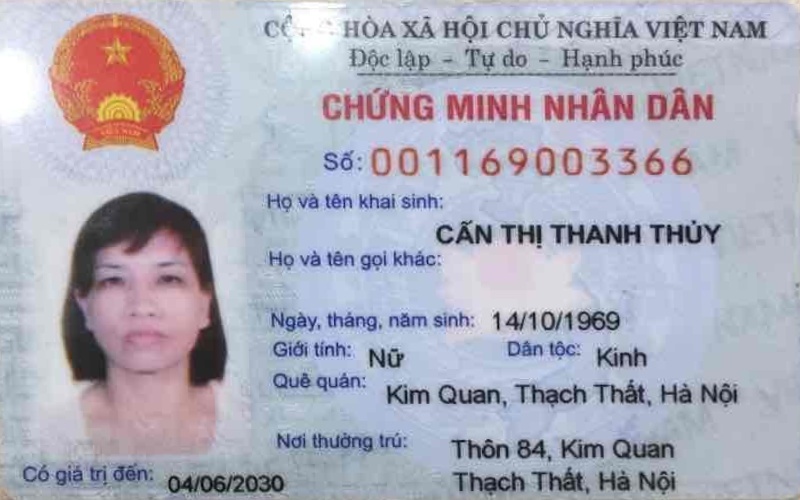 CỘNG HÒA XÃ HỘI CHỦ NGHĨA VIỆT NAM
Độc lập - Tự do - Hạnh phúc
CHỨNG MINH NHÂN DÂN
Số: 001169003366
Họ và tên khai sinh:
CẤN THỊ THANH THỦY
Họ và tên gọi khác:
Ngày, tháng, năm sinh: 14/10/1969
Giới tính: Nữ Dân tộc: Kinh
Quê quán: Kim Quan, Thạch Thất, Hà Nội
Nơi thường trú: Thôn 84, Kim Quan
Thạch Thất, Hà Nội
Có giá trị đến: 04/06/2030
VIỆT NAM